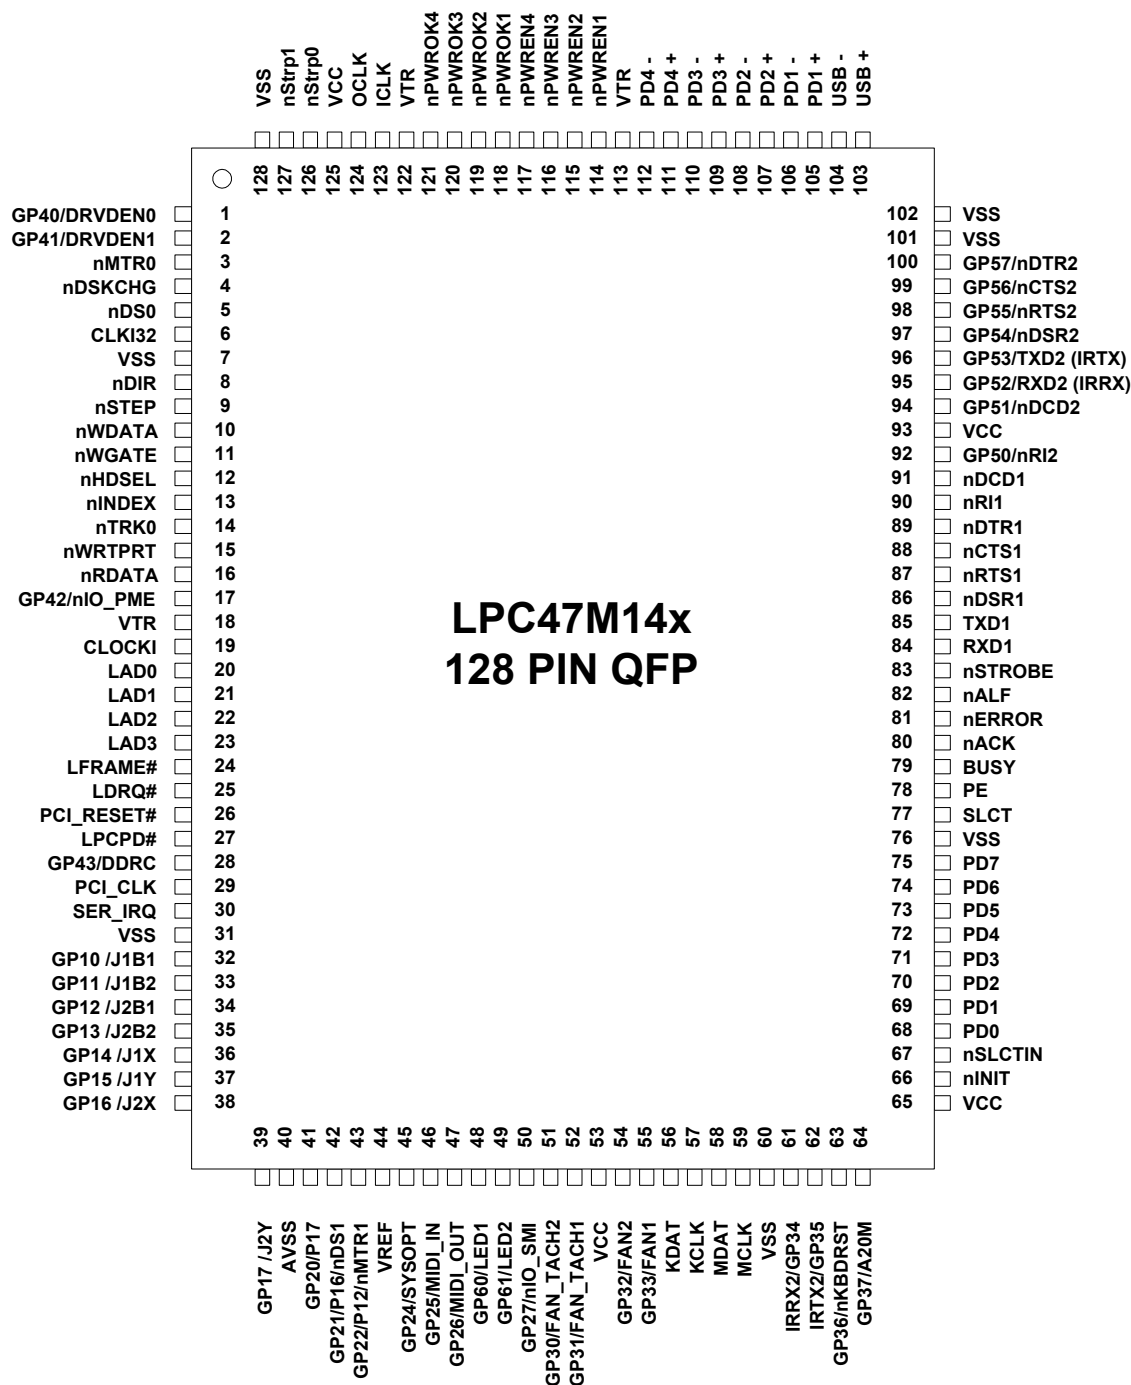 VSS
nStrp1
nStrp0
VCC
OCLK
ICLK
VTR
nPWROK4
nPWROK3
nPWROK2
nPWROK1
nPWREN4
nPWREN3
nPWREN2
nPWREN1
VTR
PD4 -
PD4 +
PD3 -
PD3 +
PD2 -
PD2 +
PD1 -
PD1 +
USB -
USB +
128
127
126
125
124
123
122
121
120
119
118
117
116
115
114
113
112
111
110
109
108
107
106
105
104
103
GP40/DRVDEN0 1
GP41/DRVDEN1 2
nMTR0 3
nDSKCHG 4
nDS0 5
CLKI32 6
VSS 7
nDIR 8
nSTEP 9
nWDATA 10
nWGATE 11
nHDSEL 12
nINDEX 13
nTRK0 14
nWRTPRT 15
nRDATA 16
GP42/nIO_PME 17
VTR 18
CLOCKI 19
LAD0 20
LAD1 21
LAD2 22
LAD3 23
LFRAME# 24
LDRQ# 25
PCI_RESET# 26
LPCPD# 27
GP43/DDRC 28
PCI_CLK 29
SER_IRQ 30
VSS 31
GP10 /J1B1 32
GP11 /J1B2 33
GP12 /J2B1 34
GP13 /J2B2 35
GP14 /J1X 36
GP15 /J1Y 37
GP16 /J2X 38
LPC47M14x
128 PIN QFP
102 VSS
101 VSS
100 GP57/nDTR2
99 GP56/nCTS2
98 GP55/nRTS2
97 GP54/nDSR2
96 GP53/TXD2 (IRTX)
95 GP52/RXD2 (IRRX)
94 GP51/nDCD2
93 VCC
92 GP50/nRI2
91 nDCD1
90 nRI1
89 nDTR1
88 nCTS1
87 nRTS1
86 nDSR1
85 TXD1
84 RXD1
83 nSTROBE
82 nALF
81 nERROR
80 nACK
79 BUSY
78 PE
77 SLCT
76 VSS
75 PD7
74 PD6
73 PD5
72 PD4
71 PD3
70 PD2
69 PD1
68 PD0
67 nSLCTIN
66 nINIT
65 VCC
39
40
41
42
43
44
45
46
47
48
49
50
51
52
53
54
55
56
57
58
59
60
61
62
63
64
GP17 /J2Y
AVSS
GP20/P17
GP21/P16/nDS1
GP22/P12/nMTR1
VREF
GP24/SYSOPT
GP25/MIDI_IN
GP26/MIDI_OUT
GP60/LED1
GP61/LED2
GP27/nIO_SMI
GP30/FAN_TACH2
GP31/FAN_TACH1
VCC
GP32/FAN2
GP33/FAN1
KDAT
KCLK
MDAT
MCLK
VSS
IRRX2/GP34
IRTX2/GP35
GP36/nKBDRST
GP37/A20M